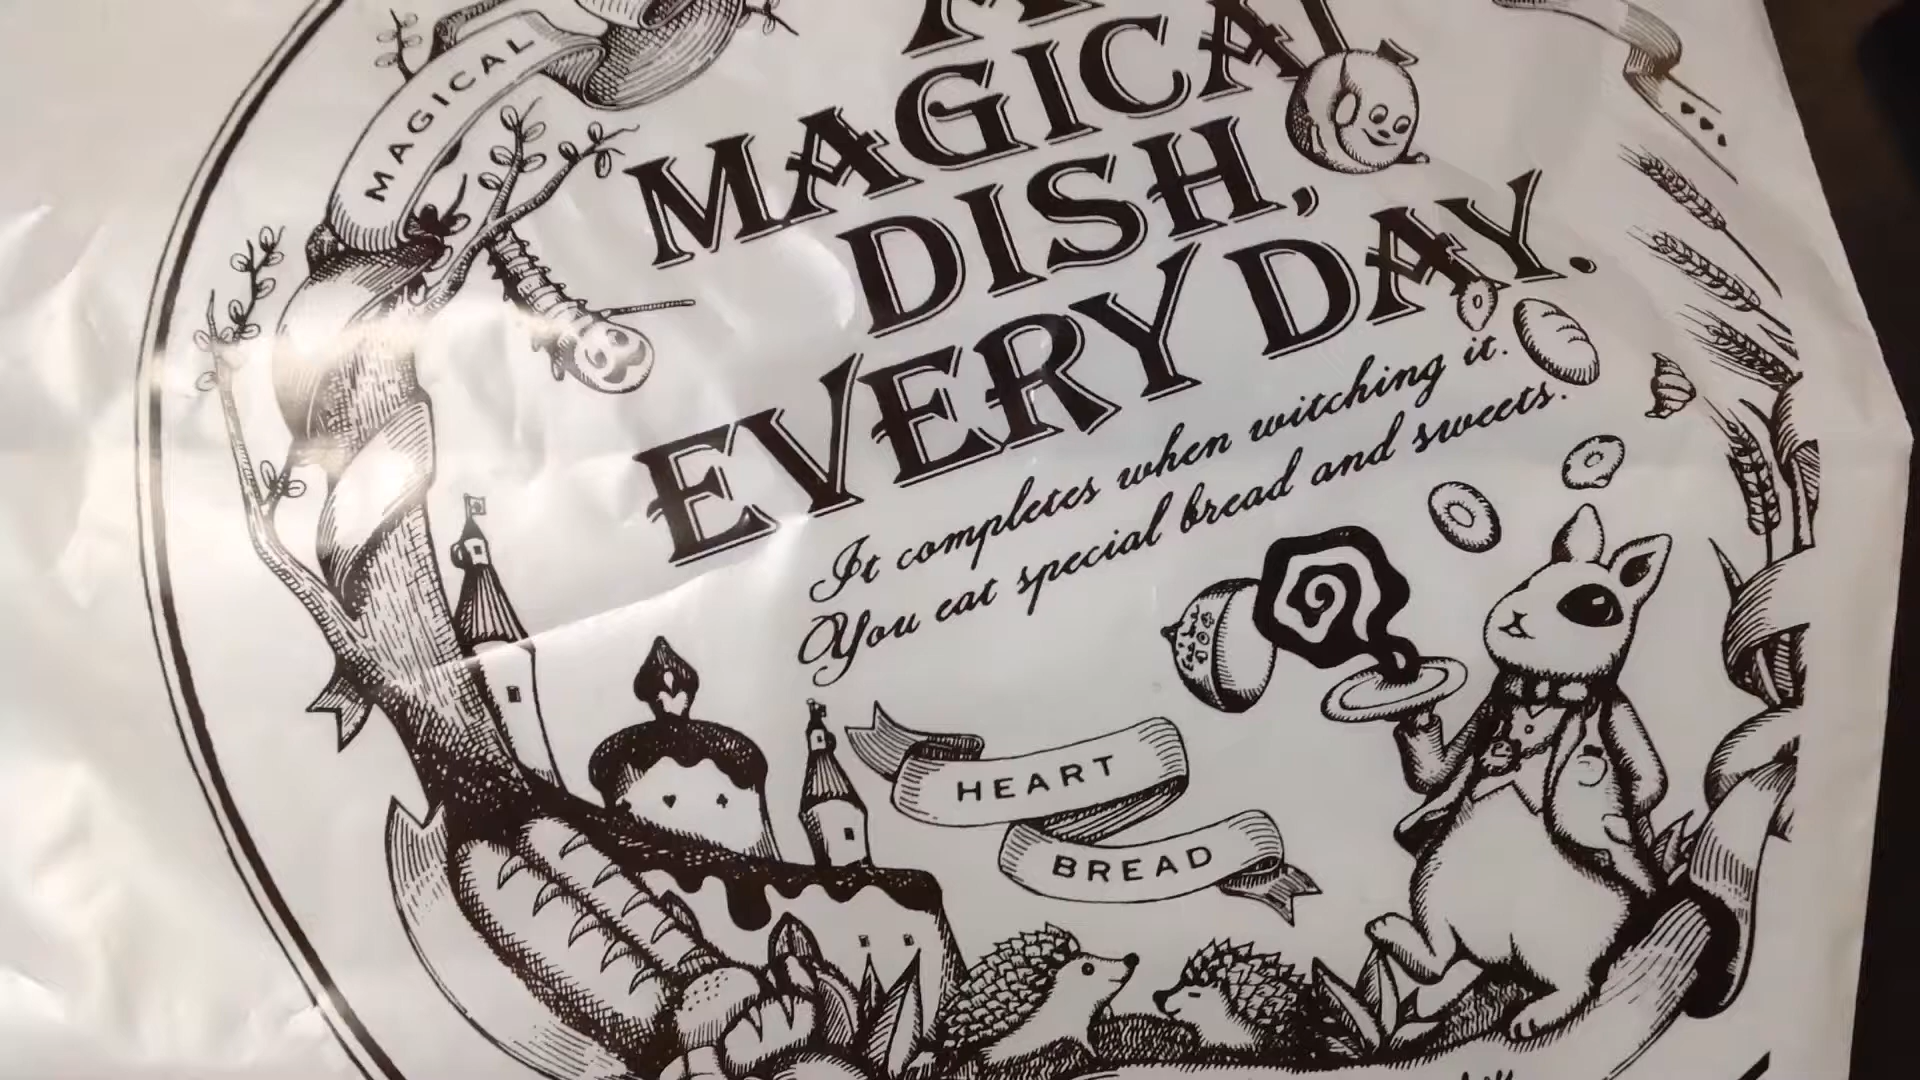 MAGICAL
A
MAGICAL
DISH,
EVERY DAY.
It completes when witching it.
You eat special bread and sweets.
HEART
BREAD